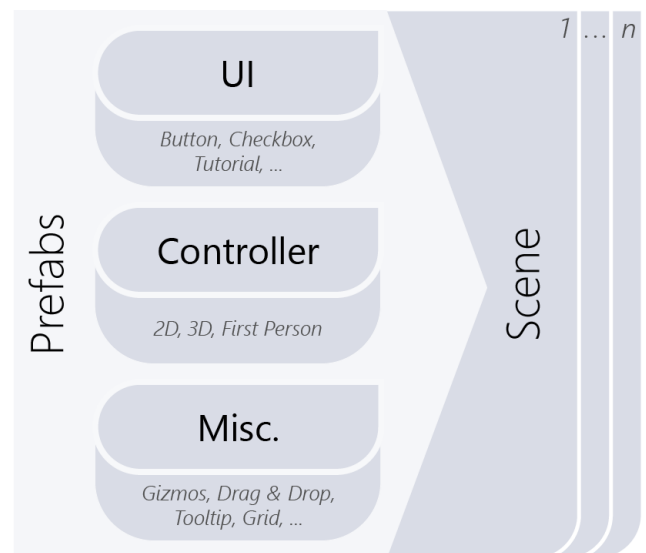 1 ... n
Prefabs
UI
Button, Checkbox,
Tutorial, ...
Controller
2D, 3D, First Person
Misc.
Gizmos, Drag & Drop,
Tooltip, Grid, ...
Scene